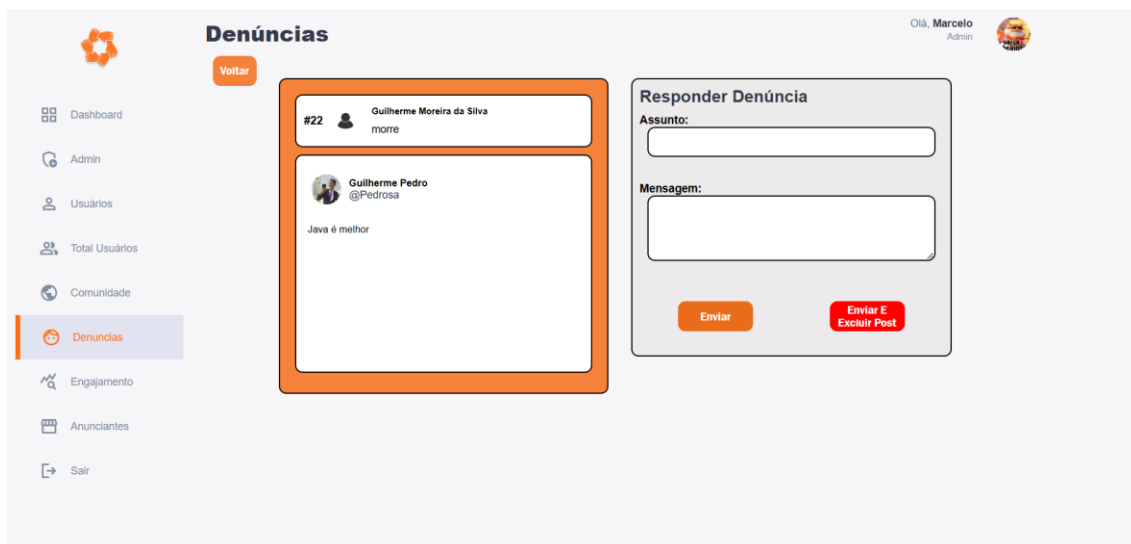 Denúncias
Olá, Marcelo
Admin
Voltar
Dashboard
Admin
Usuários
Total Usuários
Comunidade
Denuncias
Engajamento
Anunciantes
Sair
#22
Guilherme Moreira da Silva
morre
Guilherme Pedro
@Pedrosa
Java é melhor
Responder Denúncia
Assunto:
Mensagem:
Enviar
Enviar E
Excluir Post